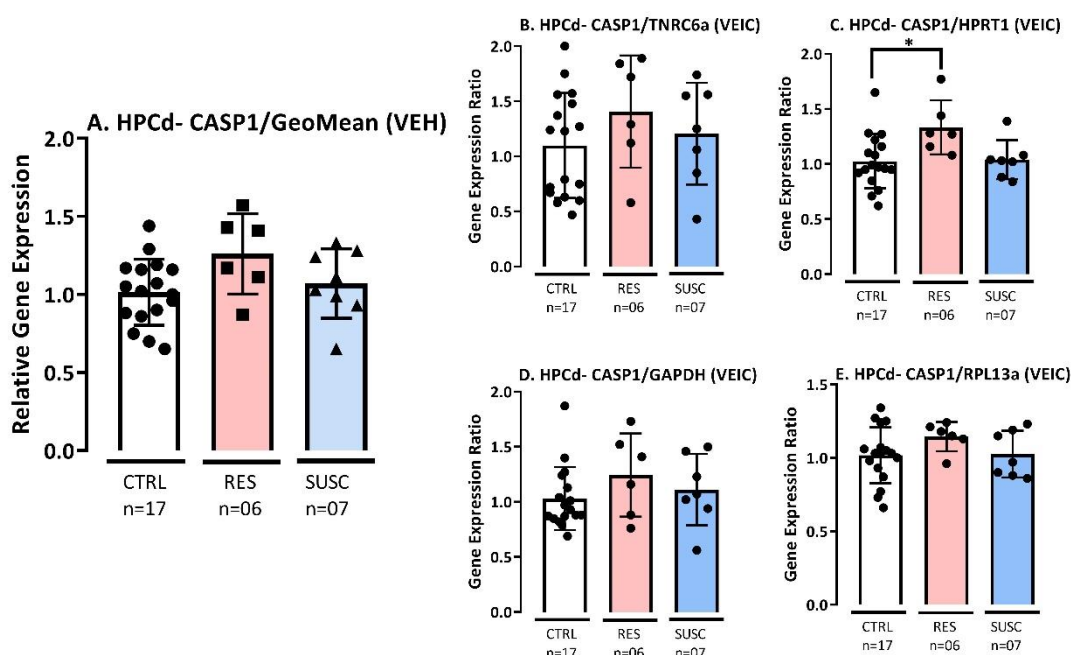 A. HPCd- CASP1/GeoMean (VEH)
Relative Gene Expression
2.0
1.5
1.0
0.5
0.0
CTRL RES SUSC
n=17 n=06 n=07
B. HPCd- CASP1/TNRC6a (VEIC)
Gene Expression Ratio
2.0
1.5
1.0
0.5
0.0
CTRL RES SUSC
n=17 n=06 n=07
C. HPCd- CASP1/HPRT1 (VEIC)
*
Gene Expression Ratio
2.0
1.5
1.0
0.5
0.0
CTRL RES SUSC
n=17 n=06 n=07
D. HPCd- CASP1/GAPDH (VEIC)
Gene Expression Ratio
2.0
1.5
1.0
0.5
0.0
CTRL RES SUSC
n=17 n=06 n=07
E. HPCd- CASP1/RPL13a (VEIC)
Gene Expression Ratio
1.5
1.0
0.5
0.0
CTRL RES SUSC
n=17 n=06 n=07